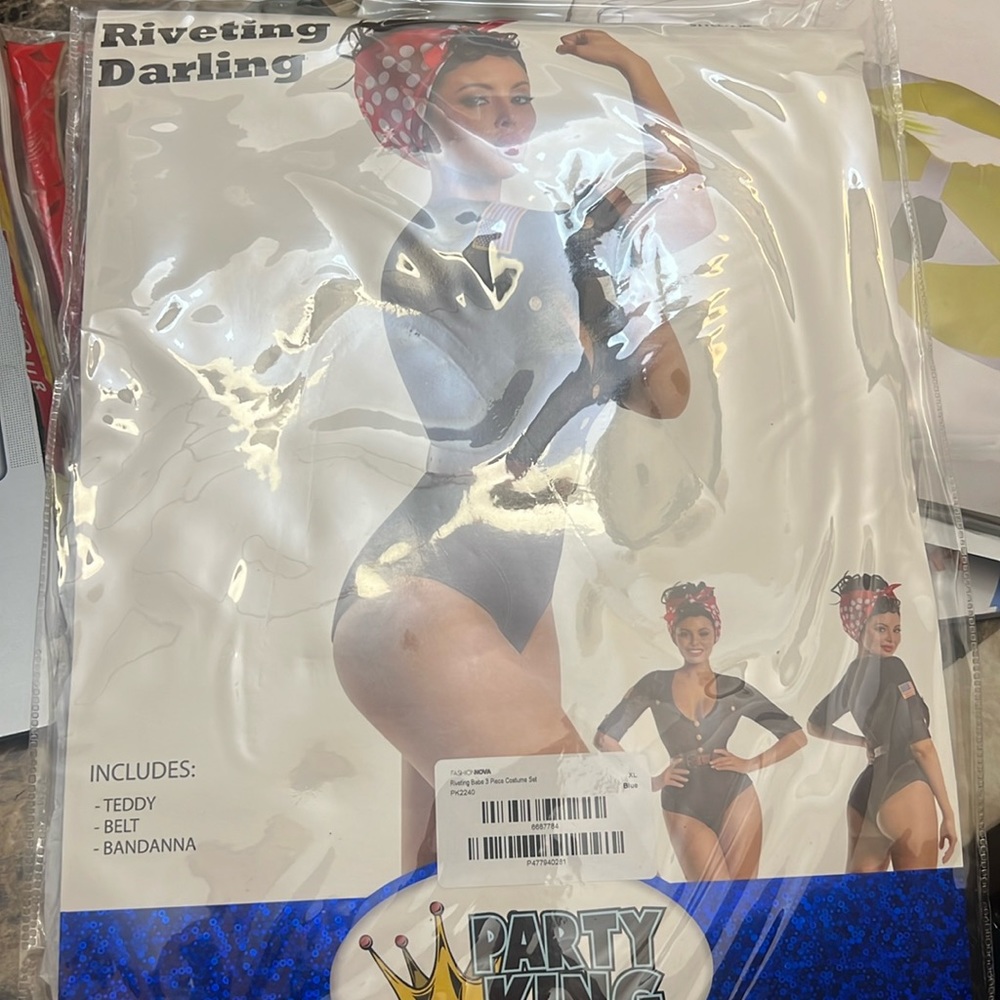 Riveting
Darling
INCLUDES:
- TEDDY
- BELT
- BANDANNA
FASHION NOVA
Riveting Babe 3 Piece Costume Set
XL
PK2240
Blue
6687784
P477940281
PARTY
KING